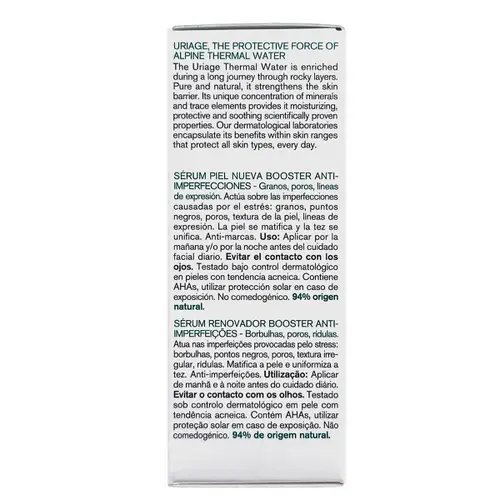 URIAGE, THE PROTECTIVE FORCE OF
ALPINE THERMAL WATER
The Uriage Thermal Water is enriched
during a long journey through rocky layers.
Pure and natural, it strengthens the skin
barrier. Its unique concentration of minerals
and trace elements provides it moisturizing,
protective and soothing scientifically proven
properties. Our dermatological laboratories
encapsulate its benefits within skin ranges
that protect all skin types, every day.
SÉRUM PIEL NUEVA BOOSTER ANTI-
IMPERFECCIONES - Granos, poros, líneas
de expresión. Actúa sobre las imperfecciones
causadas por el estrés: granos, puntos
negros, poros, textura de la piel, líneas de
expresión. La piel se matifica y la tez se
unifica. Anti-marcas. Uso: Aplicar por la
mañana y/o por la noche antes del cuidado
facial diario. Evitar el contacto con los
ojos. Testado bajo control dermatológico
en pieles con tendencia acneica. Contiene
AHAs, utilizar protección solar en caso de
exposición. No comedogénico. 94% origen
natural.
SÉRUM RENOVADOR BOOSTER ANTI-
IMPERFEIÇÕES - Borbulhas, poros, ridulas.
Atua nas imperfeições provocadas pelo stress:
borbulhas, pontos negros, poros, textura irre-
gular, ridulas. Matifica a pele e uniformiza a
tez. Anti-imperfeições. Utilização: Aplicar
de manhã e à noite antes do cuidado diário.
Evitar o contacto com os olhos. Testado
sob controlo dermatológico em pele com
tendência acneica. Contém AHAs, utilizar
proteção solar em caso de exposição. Não
comedogénico. 94% de origem natural.